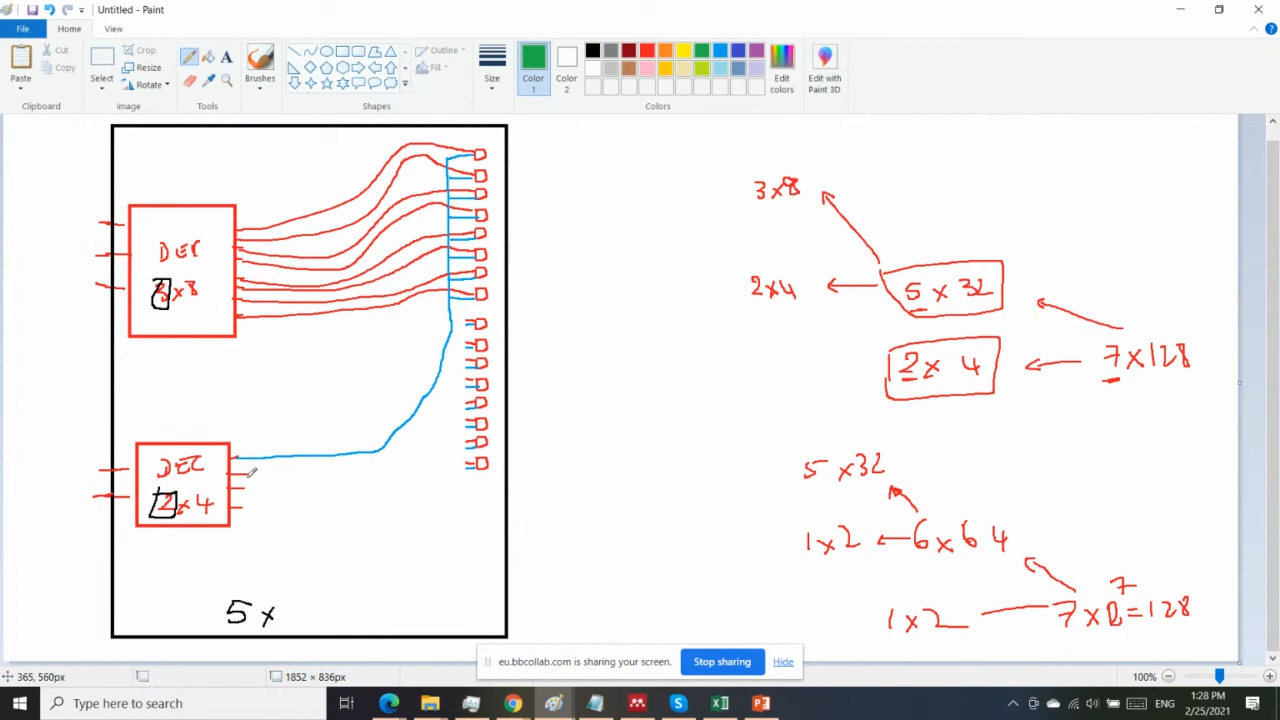 Untitled - Paint
File
Home
View
Paste
Cut
Copy
Clipboard
Select
Crop
Resize
Rotate
Image
Tools
Brushes
Shapes
Outline
Fill
Size
Color
1
Color
2
Edit
colors
Colors
Edit with
Paint 3D
3x8
5 x 32
2x4
2 x 4
7x128
5 x32
1x2
6x64
7
1x2
=128
DEC
3x8
DEC
2x4
5 x
eu.bbcollab.com is sharing your screen.
Stop sharing
Hide
365, 560px
1852 × 836px
100%
Type here to search
ENG
1:28 PM
2/25/2021